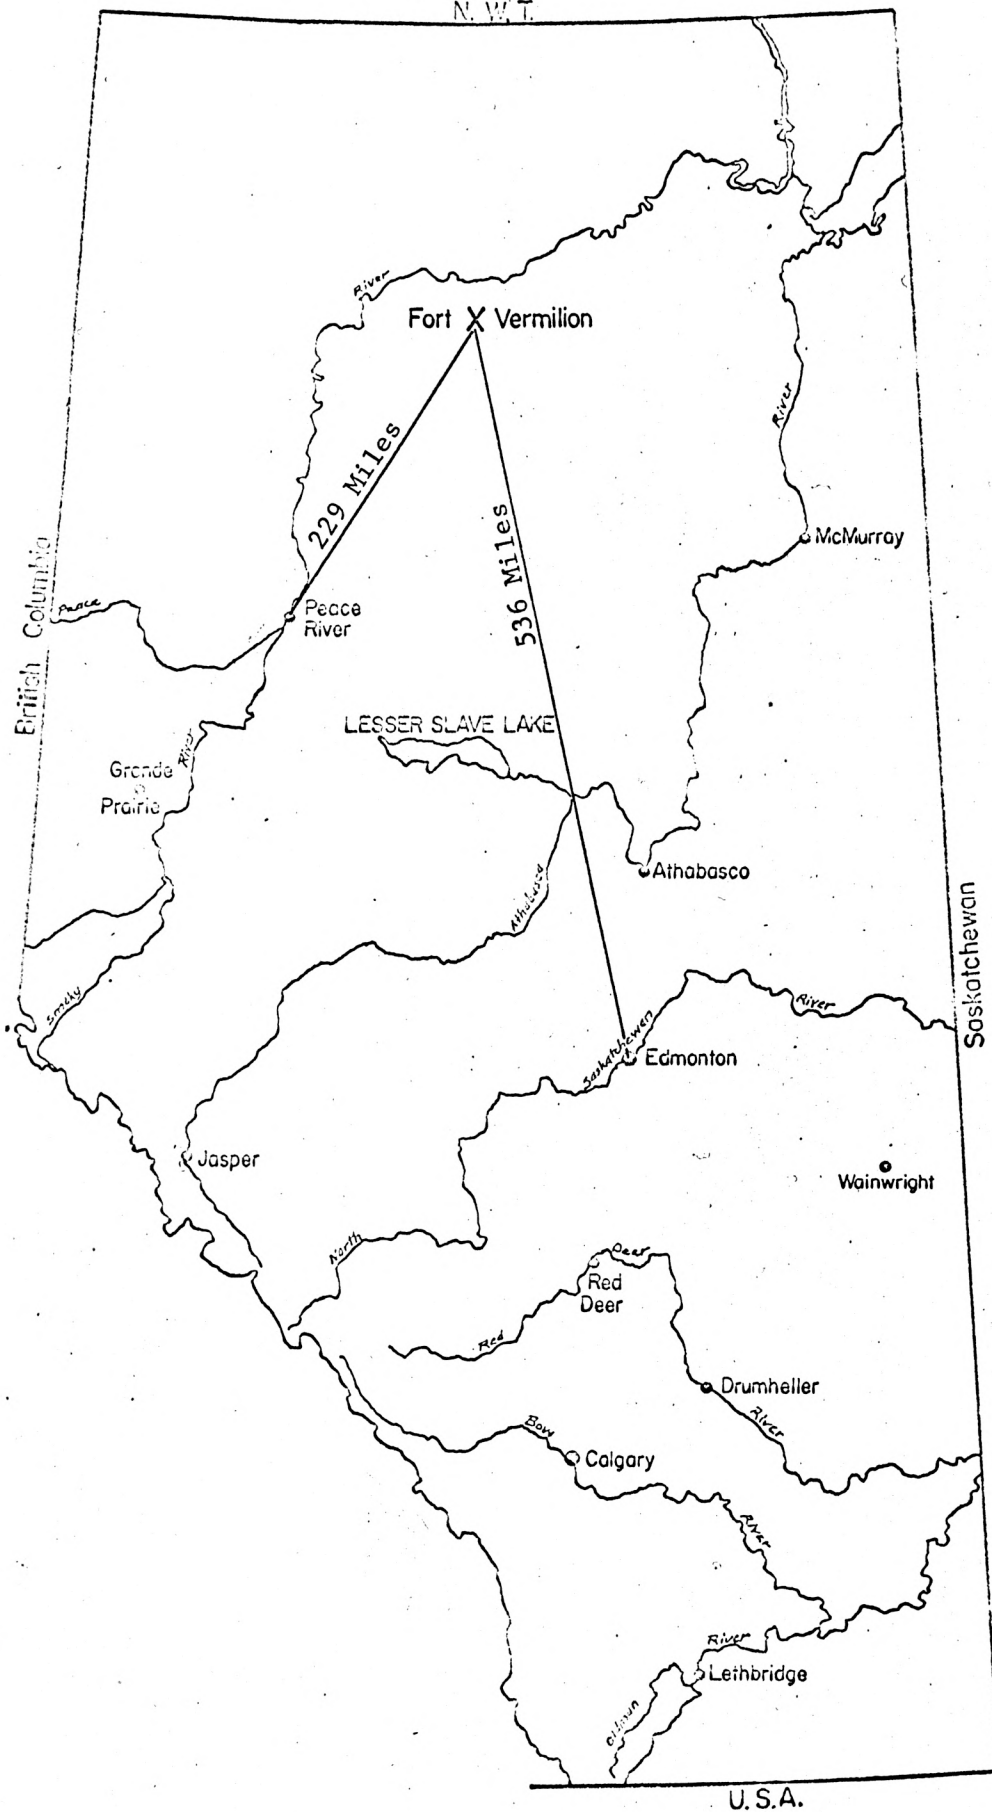 N. W. T.
River
Fort X Vermilion
River
229 Miles
536 Miles
McMurray
British Columbia
Peace
Peace
River
LESSER SLAVE LAKE
River
Grande
Prairie
Athabasca
Athabasca
Saskatchewan
Smoky
River
Saskatchewan
Edmonton
Jasper
Wainwright
North
Deer
Red
Deer
Red
Drumheller
River
Bow
Calgary
River
River
Lethbridge
Oldman
U.S.A.